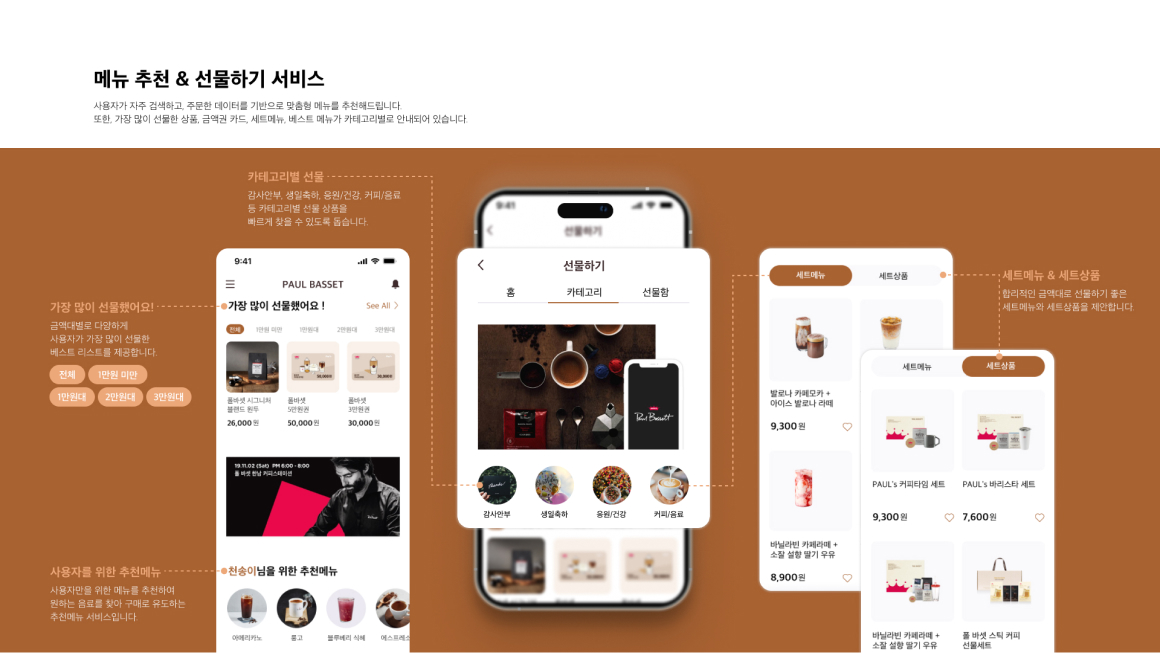 메뉴 추천 & 선물하기 서비스
사용자가 자주 검색하고, 주문한 데이터를 기반으로 맞춤형 메뉴를 추천해드립니다.
또한, 가장 많이 선물한 상품, 금액권 카드, 세트메뉴, 베스트 메뉴가 카테고리별로 안내되어 있습니다.
카테고리별 선물
감사안부, 생일축하, 응원/건강, 커피/음료
등 카테고리별 선물 상품을
빠르게 찾을 수 있도록 돕습니다.
가장 많이 선물했어요!
금액대별로 다양하게
사용자가 가장 많이 선물한
베스트 리스트를 제공합니다.
전체 1만원 미만
1만원대 2만원대 3만원대
사용자를 위한 추천메뉴
사용자만을 위한 메뉴를 추천하여
원하는 음료를 찾아 구매로 유도하는
추천메뉴 서비스입니다.
9:41
PAUL BASSET
가장 많이 선물했어요 !
See All
전체 1만원 미만 1만원대 2만원대 3만원대
폴바셋 시그니처 블렌드 원두
26,000 원
폴바셋 5만원권
50,000 원
폴바셋 3만원권
30,000 원
19.11.02 (Sat) PM 6:00 - 8:00
폴 바셋 한남 커피스테이션
천송이님을 위한 추천메뉴
아메리카노 룽고 블루베리 식혜 에스프레소
9:41
선물하기
선물하기
홈 카테고리 선물함
Paul Bassett
thanks!
감사안부 생일축하 응원/건강 커피/음료
세트메뉴 세트상품
발로나 카페모카 +
아이스 발로나 라떼
9,300 원
바닐라빈 카페라떼 +
소잘 설향 딸기 우유
8,900 원
세트메뉴 세트상품
PAUL's 커피타임 세트
9,300 원
PAUL's 바리스타 세트
7,600 원
바닐라빈 카페라떼 +
소잘 설향 딸기 우유
폴 바셋 스틱 커피
선물세트
세트메뉴 & 세트상품
합리적인 금액대로 선물하기 좋은
세트메뉴와 세트상품을 제안합니다.